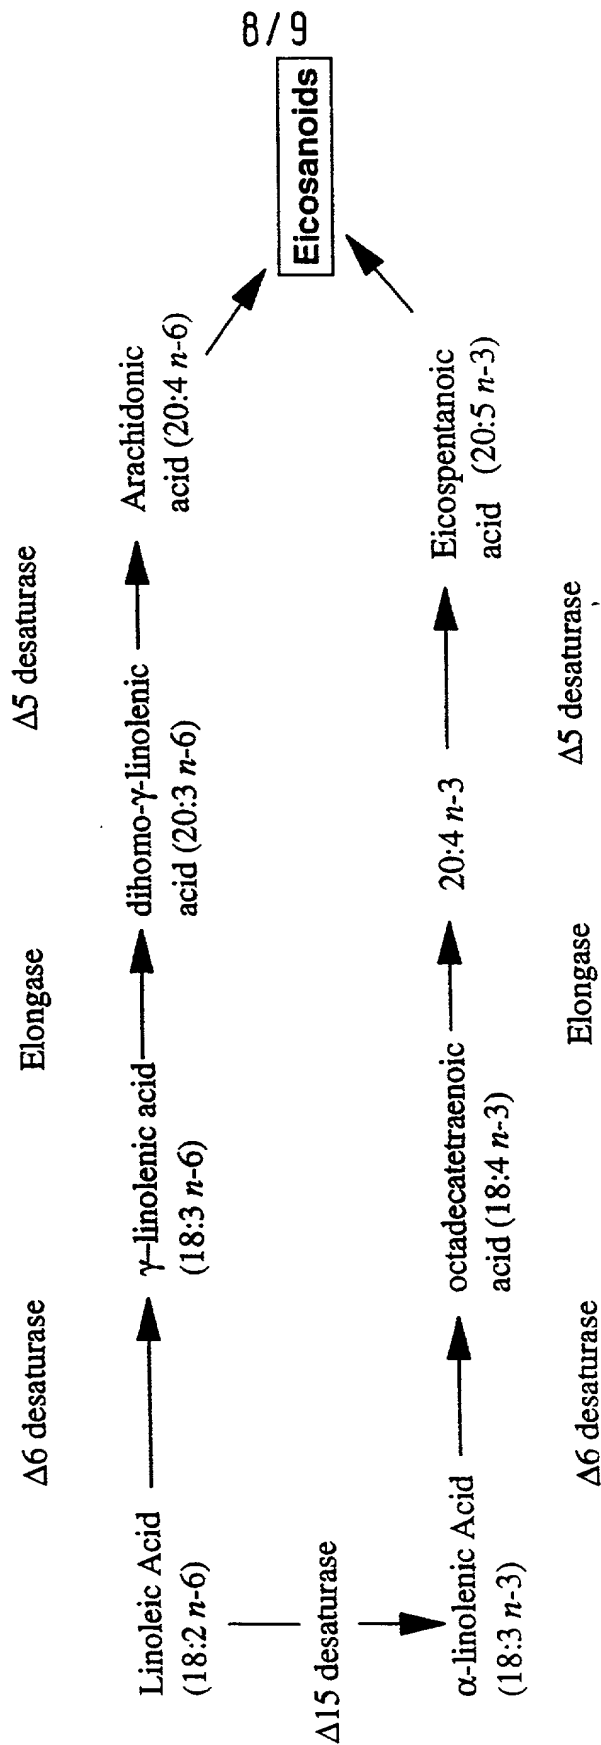 8/9
Δ6 desaturase
Elongase
Δ5 desaturase
Linoleic Acid
(18:2 n-6)
γ–linolenic acid
(18:3 n-6)
dihomo-γ-linolenic
acid (20:3 n-6)
Arachidonic
acid (20:4 n-6)
Δ15 desaturase
Eicosanoids
α-linolenic Acid
(18:3 n-3)
octadecatetraenoic
acid (18:4 n-3)
20:4 n-3
Eicospentanoic
acid (20:5 n-3)
Δ6 desaturase
Elongase
Δ5 desaturase